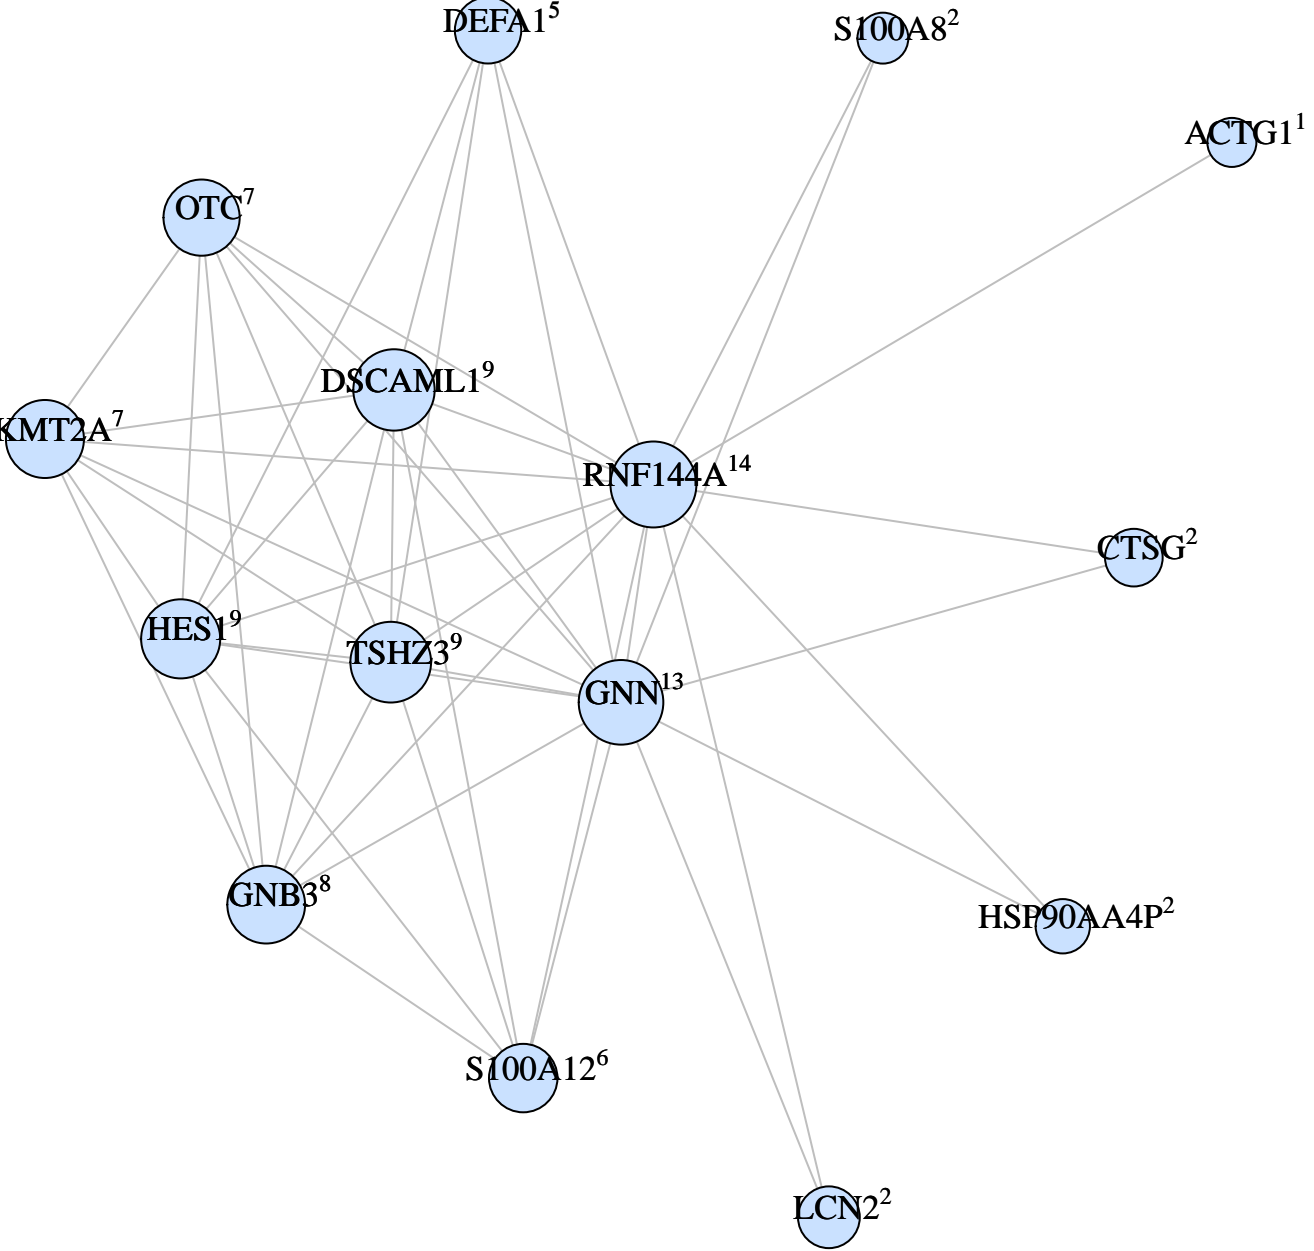 DEFA1⁵
S100A8²
ACTG1¹
OTC⁷
DSCAML1⁹
KMT2A⁷
RNF144A¹⁴
CTSG²
HES1⁹
TSHZ3⁹
GNN¹³
GNB3⁸
HSP90AA4P²
S100A12⁶
LCN2²